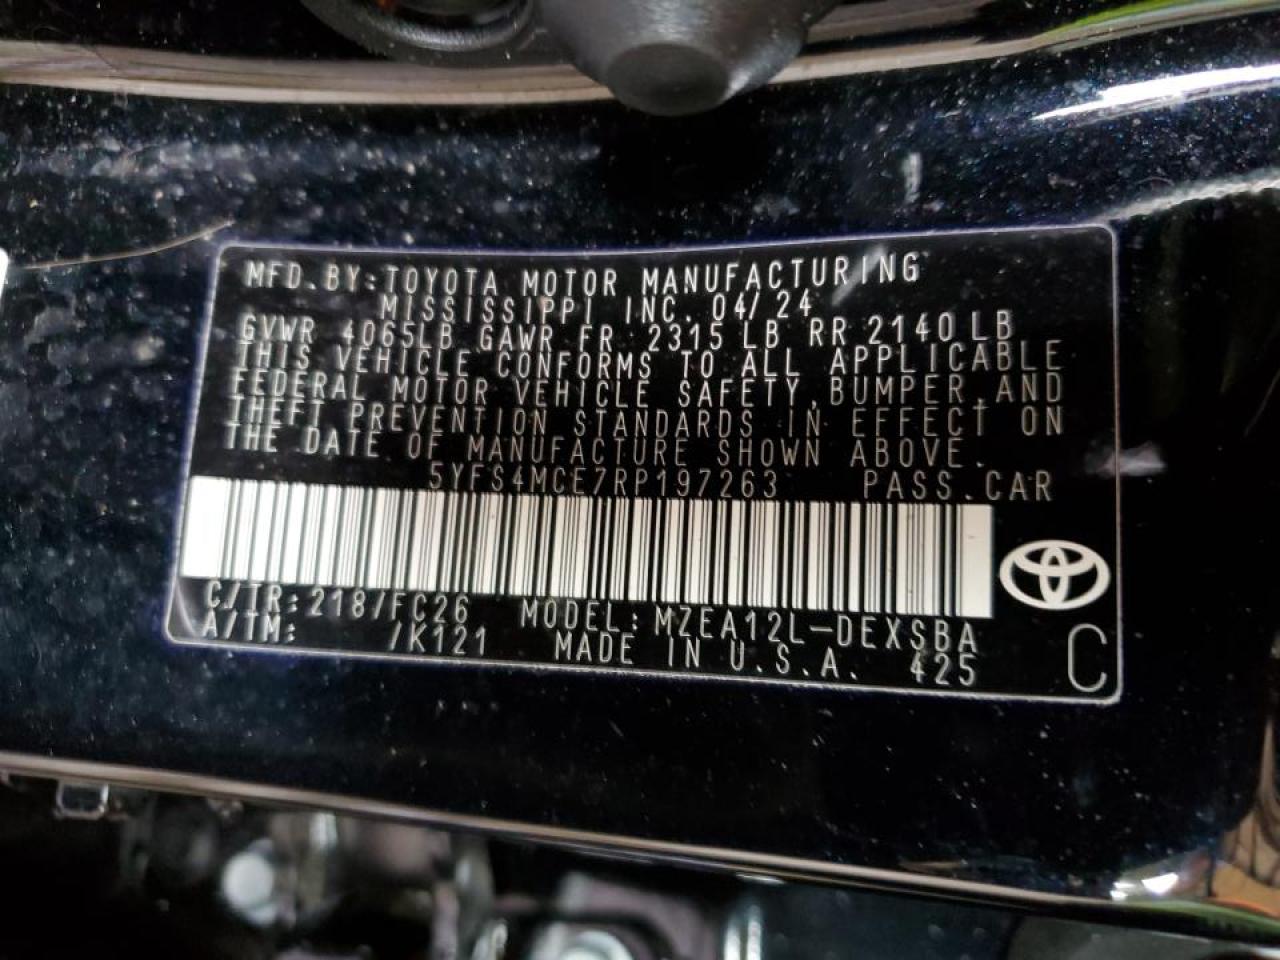 MFD.BY:TOYOTA MOTOR MANUFACTURING
MISSISSIPPI INC. 04/24
GVWR 4065LB GAWR FR 2315 LB RR 2140 LB
THIS VEHICLE CONFORMS TO ALL APPLICABLE
FEDERAL MOTOR VEHICLE SAFETY, BUMPER, AND
THEFT PREVENTION STANDARDS IN EFFECT ON
THE DATE OF MANUFACTURE SHOWN ABOVE.
5YFS4MCE7RP197263 PASS.CAR
C/TR:218/FC26 MODEL:MZEA12L-DEXSBA
A/TM: /K121 MADE IN U.S.A. 425
C